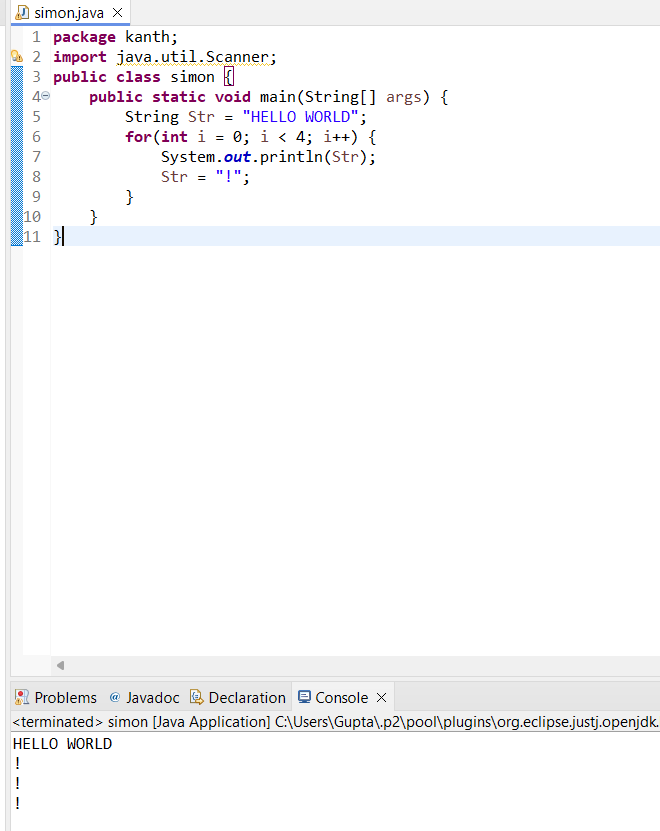 simon.java
1 package kanth;
2 import java.util.Scanner;
3 public class simon {
4 public static void main(String[] args) {
5 String Str = "HELLO WORLD";
6 for(int i = 0; i < 4; i++) {
7 System.out.println(Str);
8 Str = "!";
9 }
10 }
11 }
Problems @ Javadoc Declaration Console
<terminated> simon [Java Application] C:\Users\Gupta\.p2\pool\plugins\org.eclipse.justj.openjdk.
HELLO WORLD
!
!
!